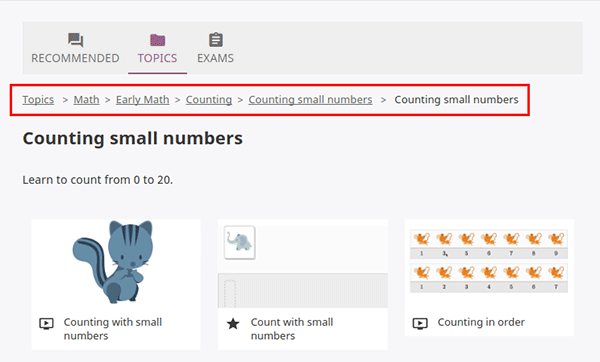 RECOMMENDED TOPICS EXAMS
Topics > Math > Early Math > Counting > Counting small numbers > Counting small numbers
Counting small numbers
Learn to count from 0 to 20.
Counting with small
numbers
Count with small
numbers
1 3 5 6 7 8 9
1 2 3 4 5 6 7
Counting in order